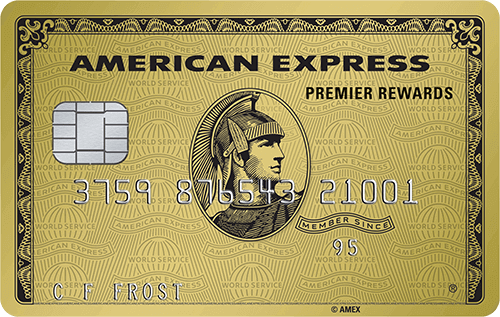 AMERICAN EXPRESS
PREMIER REWARDS
3759 876543 21001
MEMBER SINCE
95
C F FROST
®
© AMEX